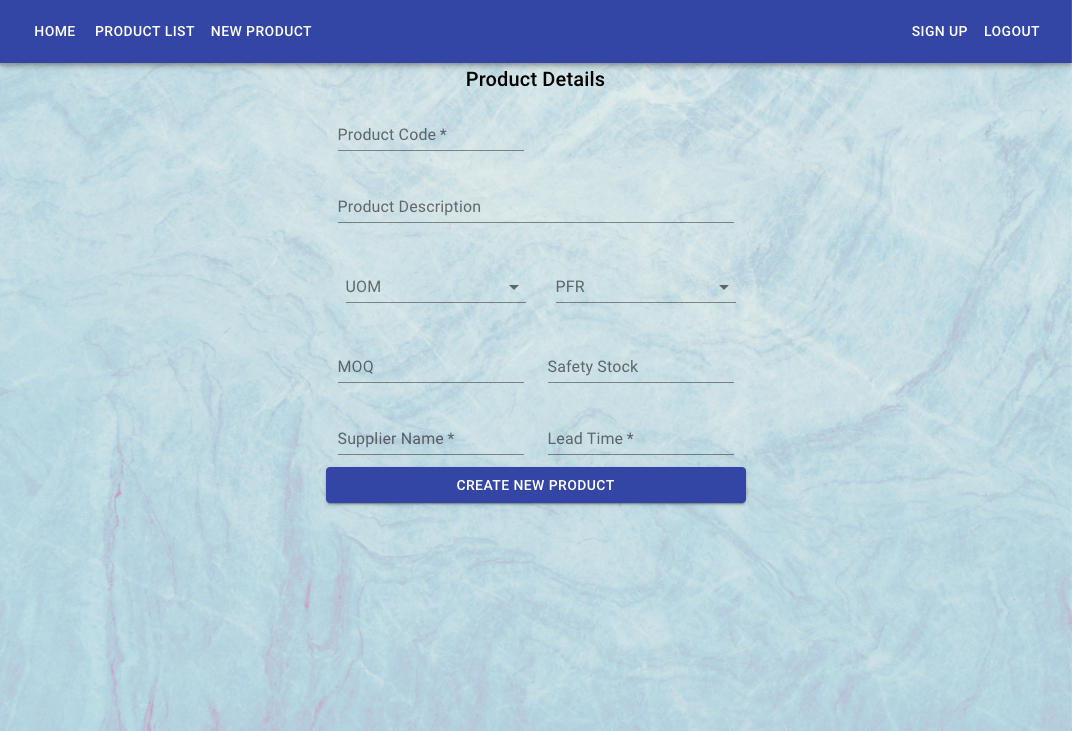 HOME PRODUCT LIST NEW PRODUCT SIGN UP LOGOUT
Product Details
Product Code *
Product Description
UOM PFR
MOQ Safety Stock
Supplier Name * Lead Time *
CREATE NEW PRODUCT